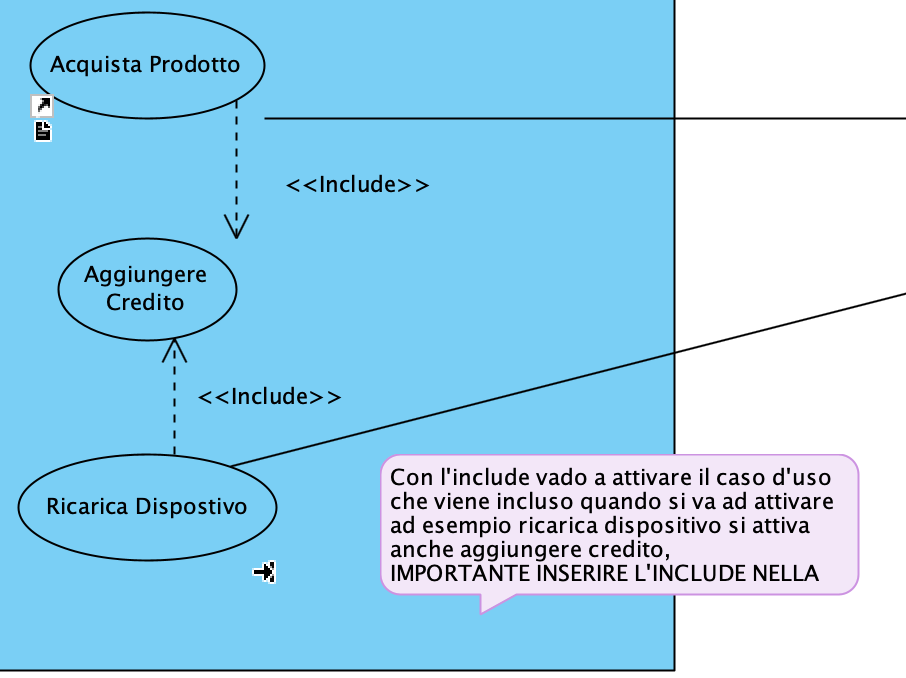 Acquista Prodotto
<<Include>>
Aggiungere
Credito
<<Include>>
Ricarica Dispostivo
Con l'include vado a attivare il caso d'uso
che viene incluso quando si va ad attivare
ad esempio ricarica dispositivo si attiva
anche aggiungere credito,
IMPORTANTE INSERIRE L'INCLUDE NELLA